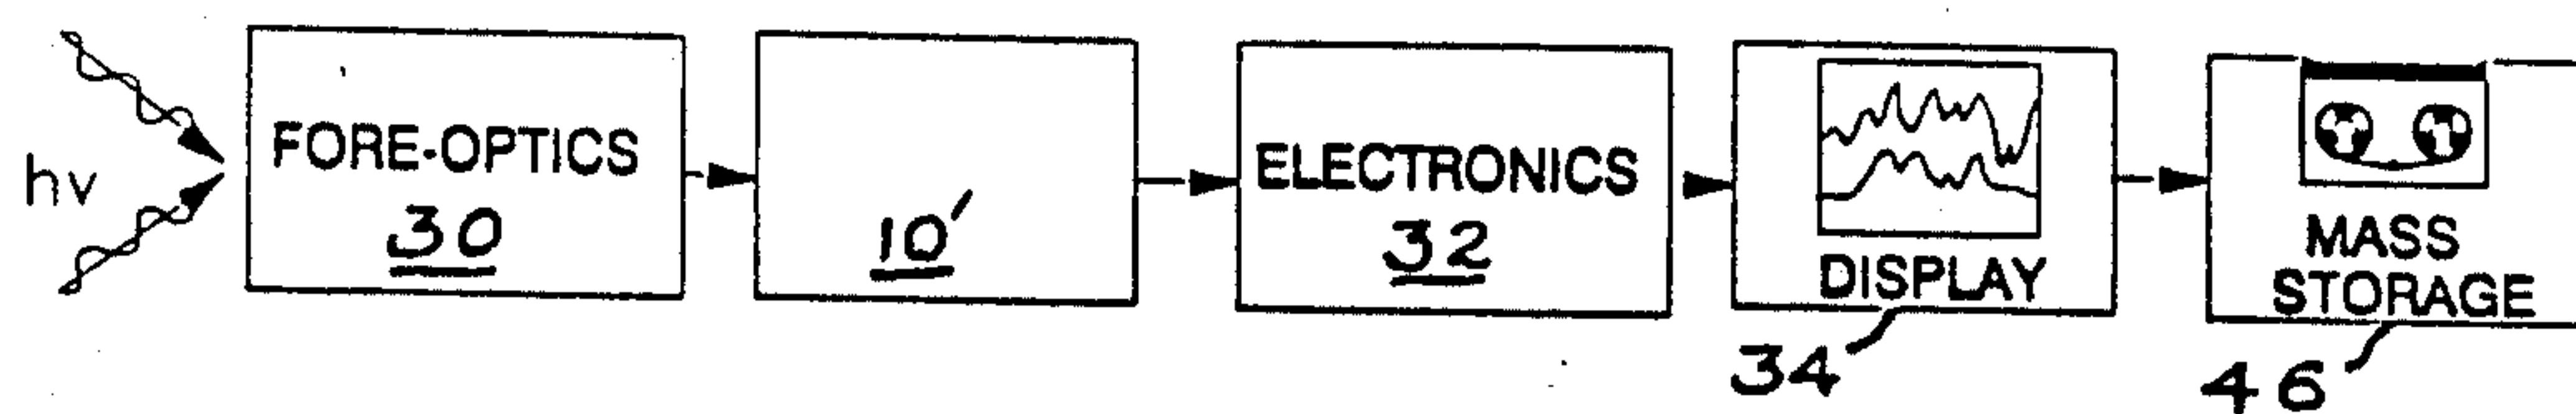 hv
FORE-OPTICS
30
10'
ELECTRONICS
32
DISPLAY
34
MASS
STORAGE
46